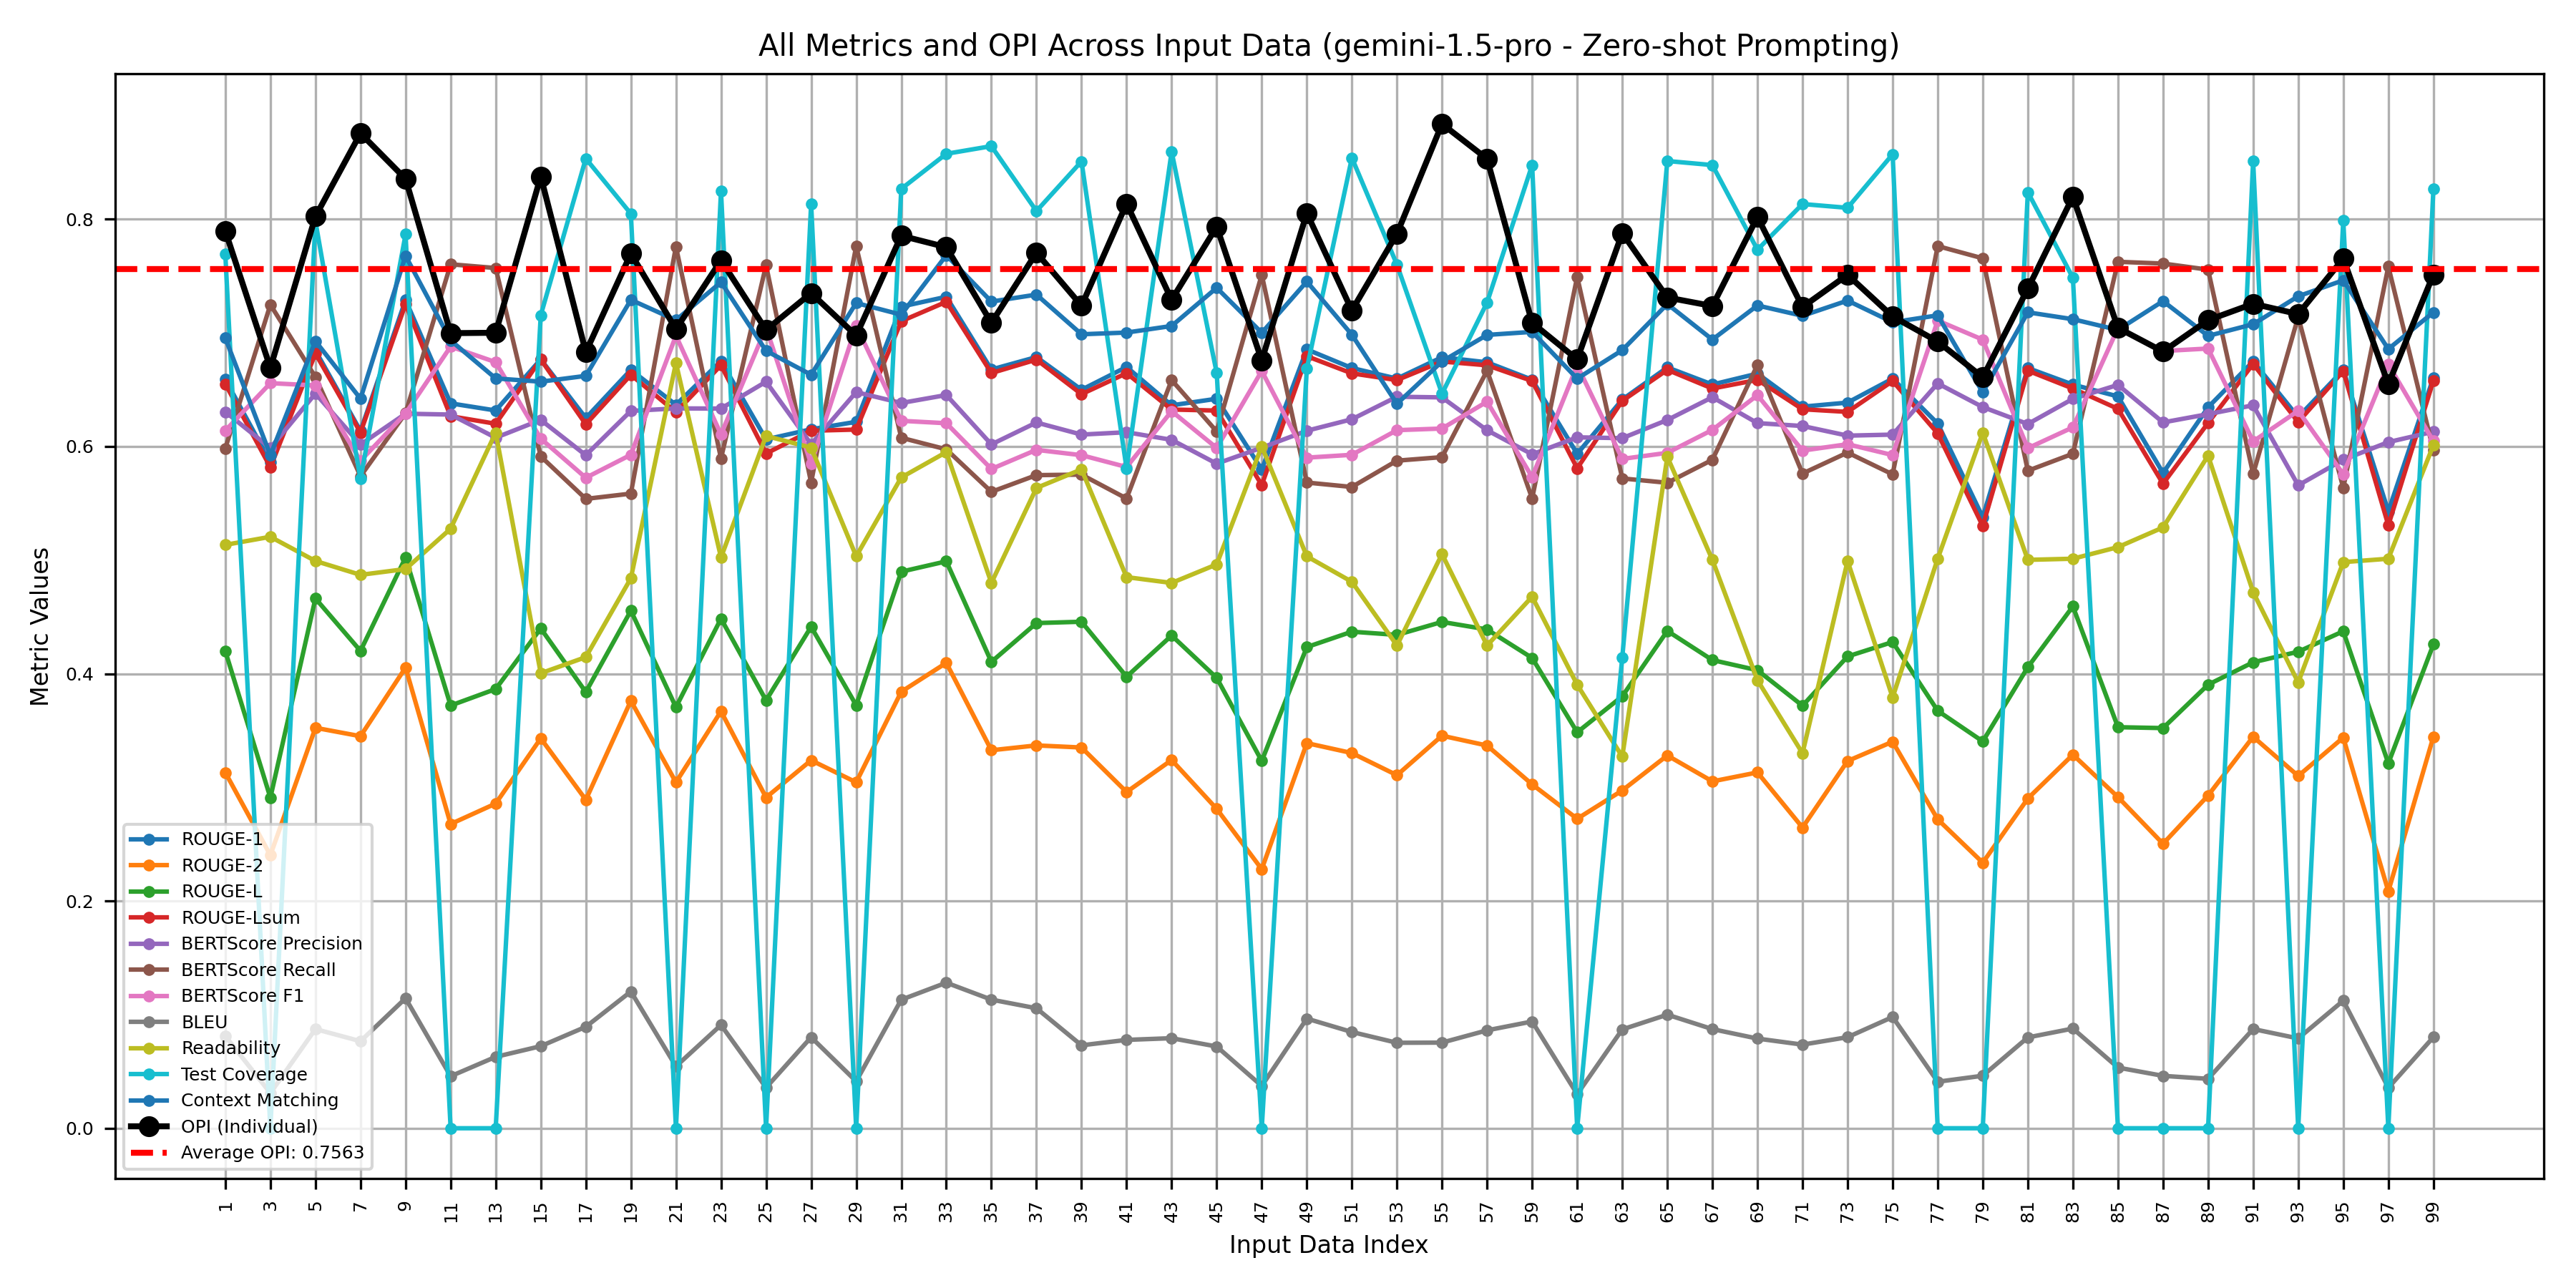 All Metrics and OPI Across Input Data (gemini-1.5-pro - Zero-shot Prompting)
Metric Values
0.8
0.6
0.4
0.2
0.0
ROUGE-1
ROUGE-2
ROUGE-L
ROUGE-Lsum
BERTScore Precision
BERTScore Recall
BERTScore F1
BLEU
Readability
Test Coverage
Context Matching
OPI (Individual)
Average OPI: 0.7563
1 3 5 7 9 11 13 15 17 19 21 23 25 27 29 31 33 35 37 39 41 43 45 47 49 51 53 55 57 59 61 63 65 67 69 71 73 75 77 79 81 83 85 87 89 91 93 95 97 99
Input Data Index